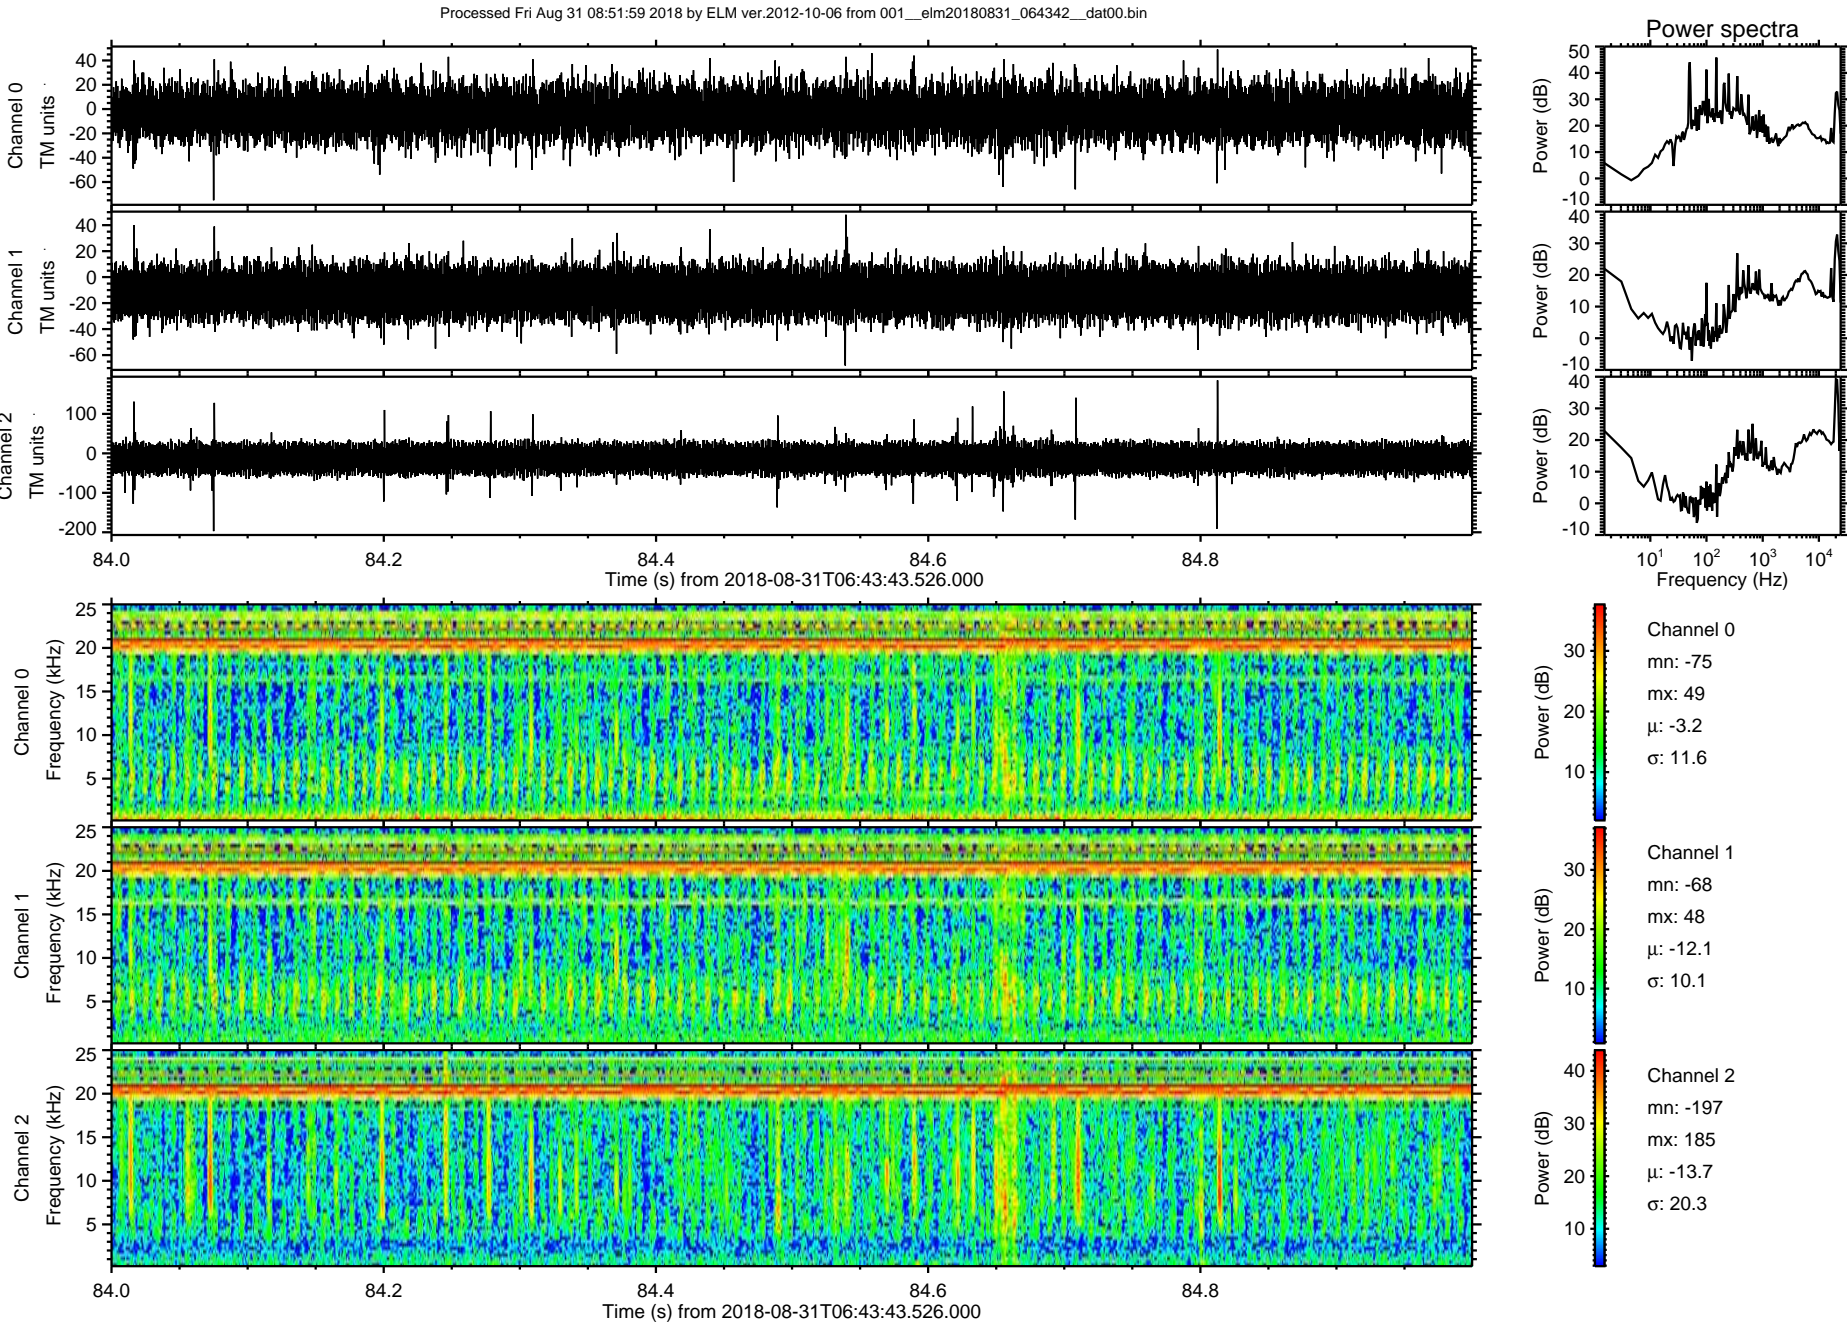 Processed Fri Aug 31 08:51:59 2018 by ELM ver.2012-10-06 from 001__elm20180831_064342__dat00.bin
Power spectra
Channel 0
TM units
40
20
0
-20
-40
-60
Power (dB)
50
40
30
20
10
0
-10
Channel 1
TM units
40
20
0
-20
-40
-60
Power (dB)
40
30
20
10
0
-10
Channel 2
TM units
100
0
-100
-200
Power (dB)
40
30
20
10
0
-10
84.0 84.2 84.4 84.6 84.8
Time (s) from 2018-08-31T06:43:43.526.000
10¹ 10² 10³ 10⁴
Frequency (Hz)
Channel 0
Frequency (kHz)
25
20
15
10
5
Power (dB)
30
20
10
Channel 0
mn: -75
mx: 49
μ: -3.2
σ: 11.6
Channel 1
Frequency (kHz)
25
20
15
10
5
Power (dB)
30
20
10
Channel 1
mn: -68
mx: 48
μ: -12.1
σ: 10.1
Channel 2
Frequency (kHz)
25
20
15
10
5
Power (dB)
40
30
20
10
Channel 2
mn: -197
mx: 185
μ: -13.7
σ: 20.3
84.0 84.2 84.4 84.6 84.8
Time (s) from 2018-08-31T06:43:43.526.000